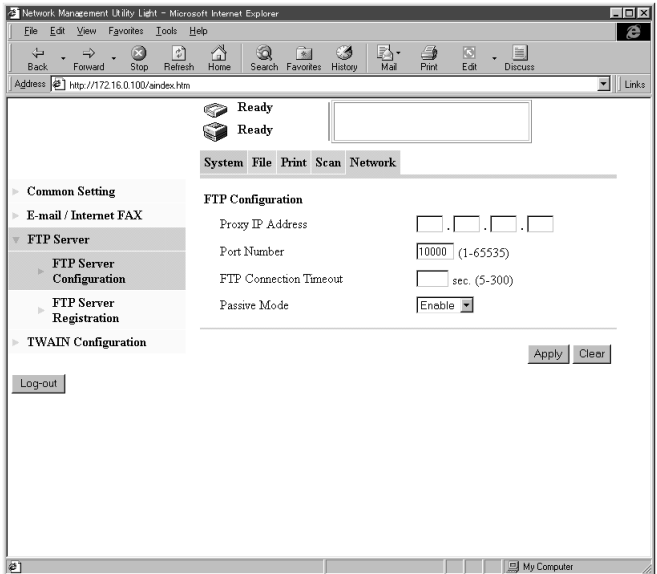 Network Management Utility Light - Microsoft Internet Explorer
File Edit View Favorites Tools Help
Back Forward Stop Refresh Home Search Favorites History Mail Print Edit Discuss
Address http://172.16.0.100/aindex.htm Links
Ready
Ready
System File Print Scan Network
Common Setting
E-mail / Internet FAX
FTP Server
FTP Server
Configuration
FTP Server
Registration
TWAIN Configuration
Log-out
FTP Configuration
Proxy IP Address . . .
Port Number 10000 (1-65535)
FTP Connection Timeout sec. (5-300)
Passive Mode Enable
Apply Clear
My Computer